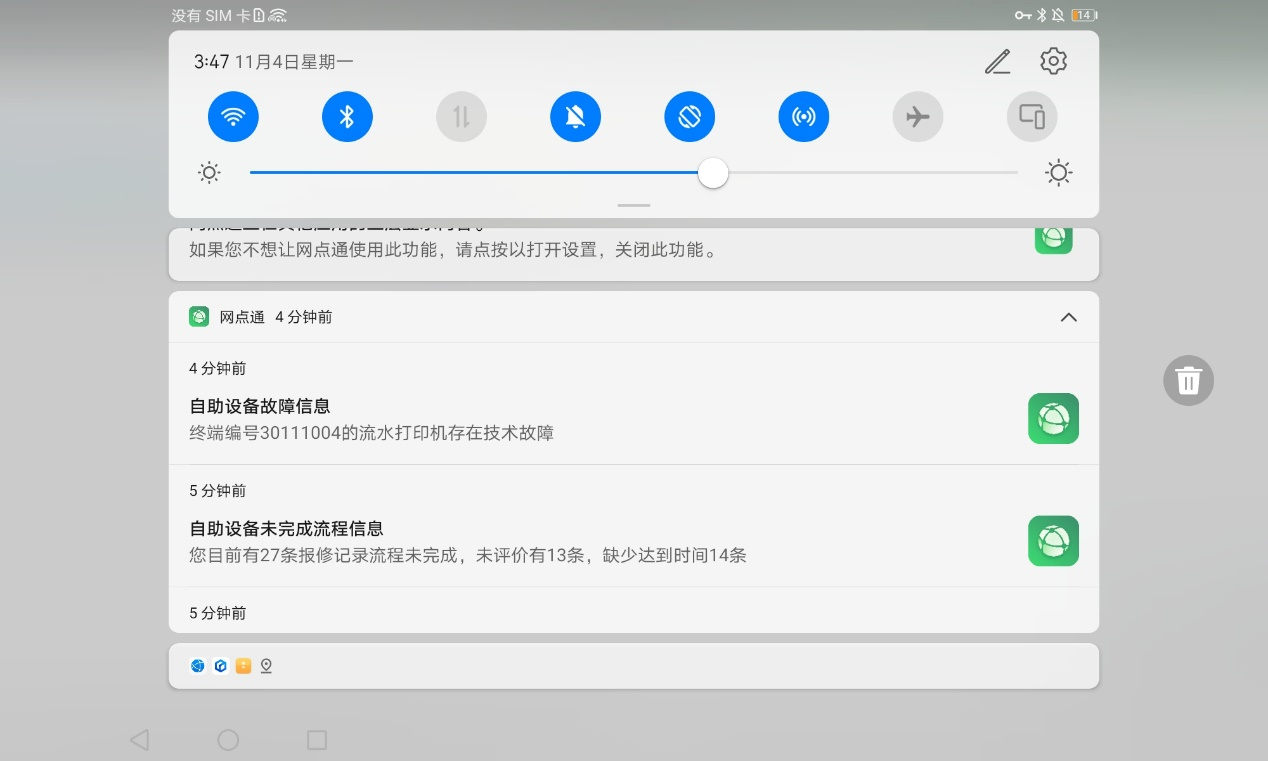 没有 SIM 卡
14
3:47 11月4日星期一
如果您不想让网点通使用此功能，请点按以打开设置，关闭此功能。
网点通 4 分钟前
4 分钟前
自助设备故障信息
终端编号30111004的流水打印机存在技术故障
5 分钟前
自助设备未完成流程信息
您目前有27条报修记录流程未完成，未评价有13条，缺少达到时间14条
5 分钟前